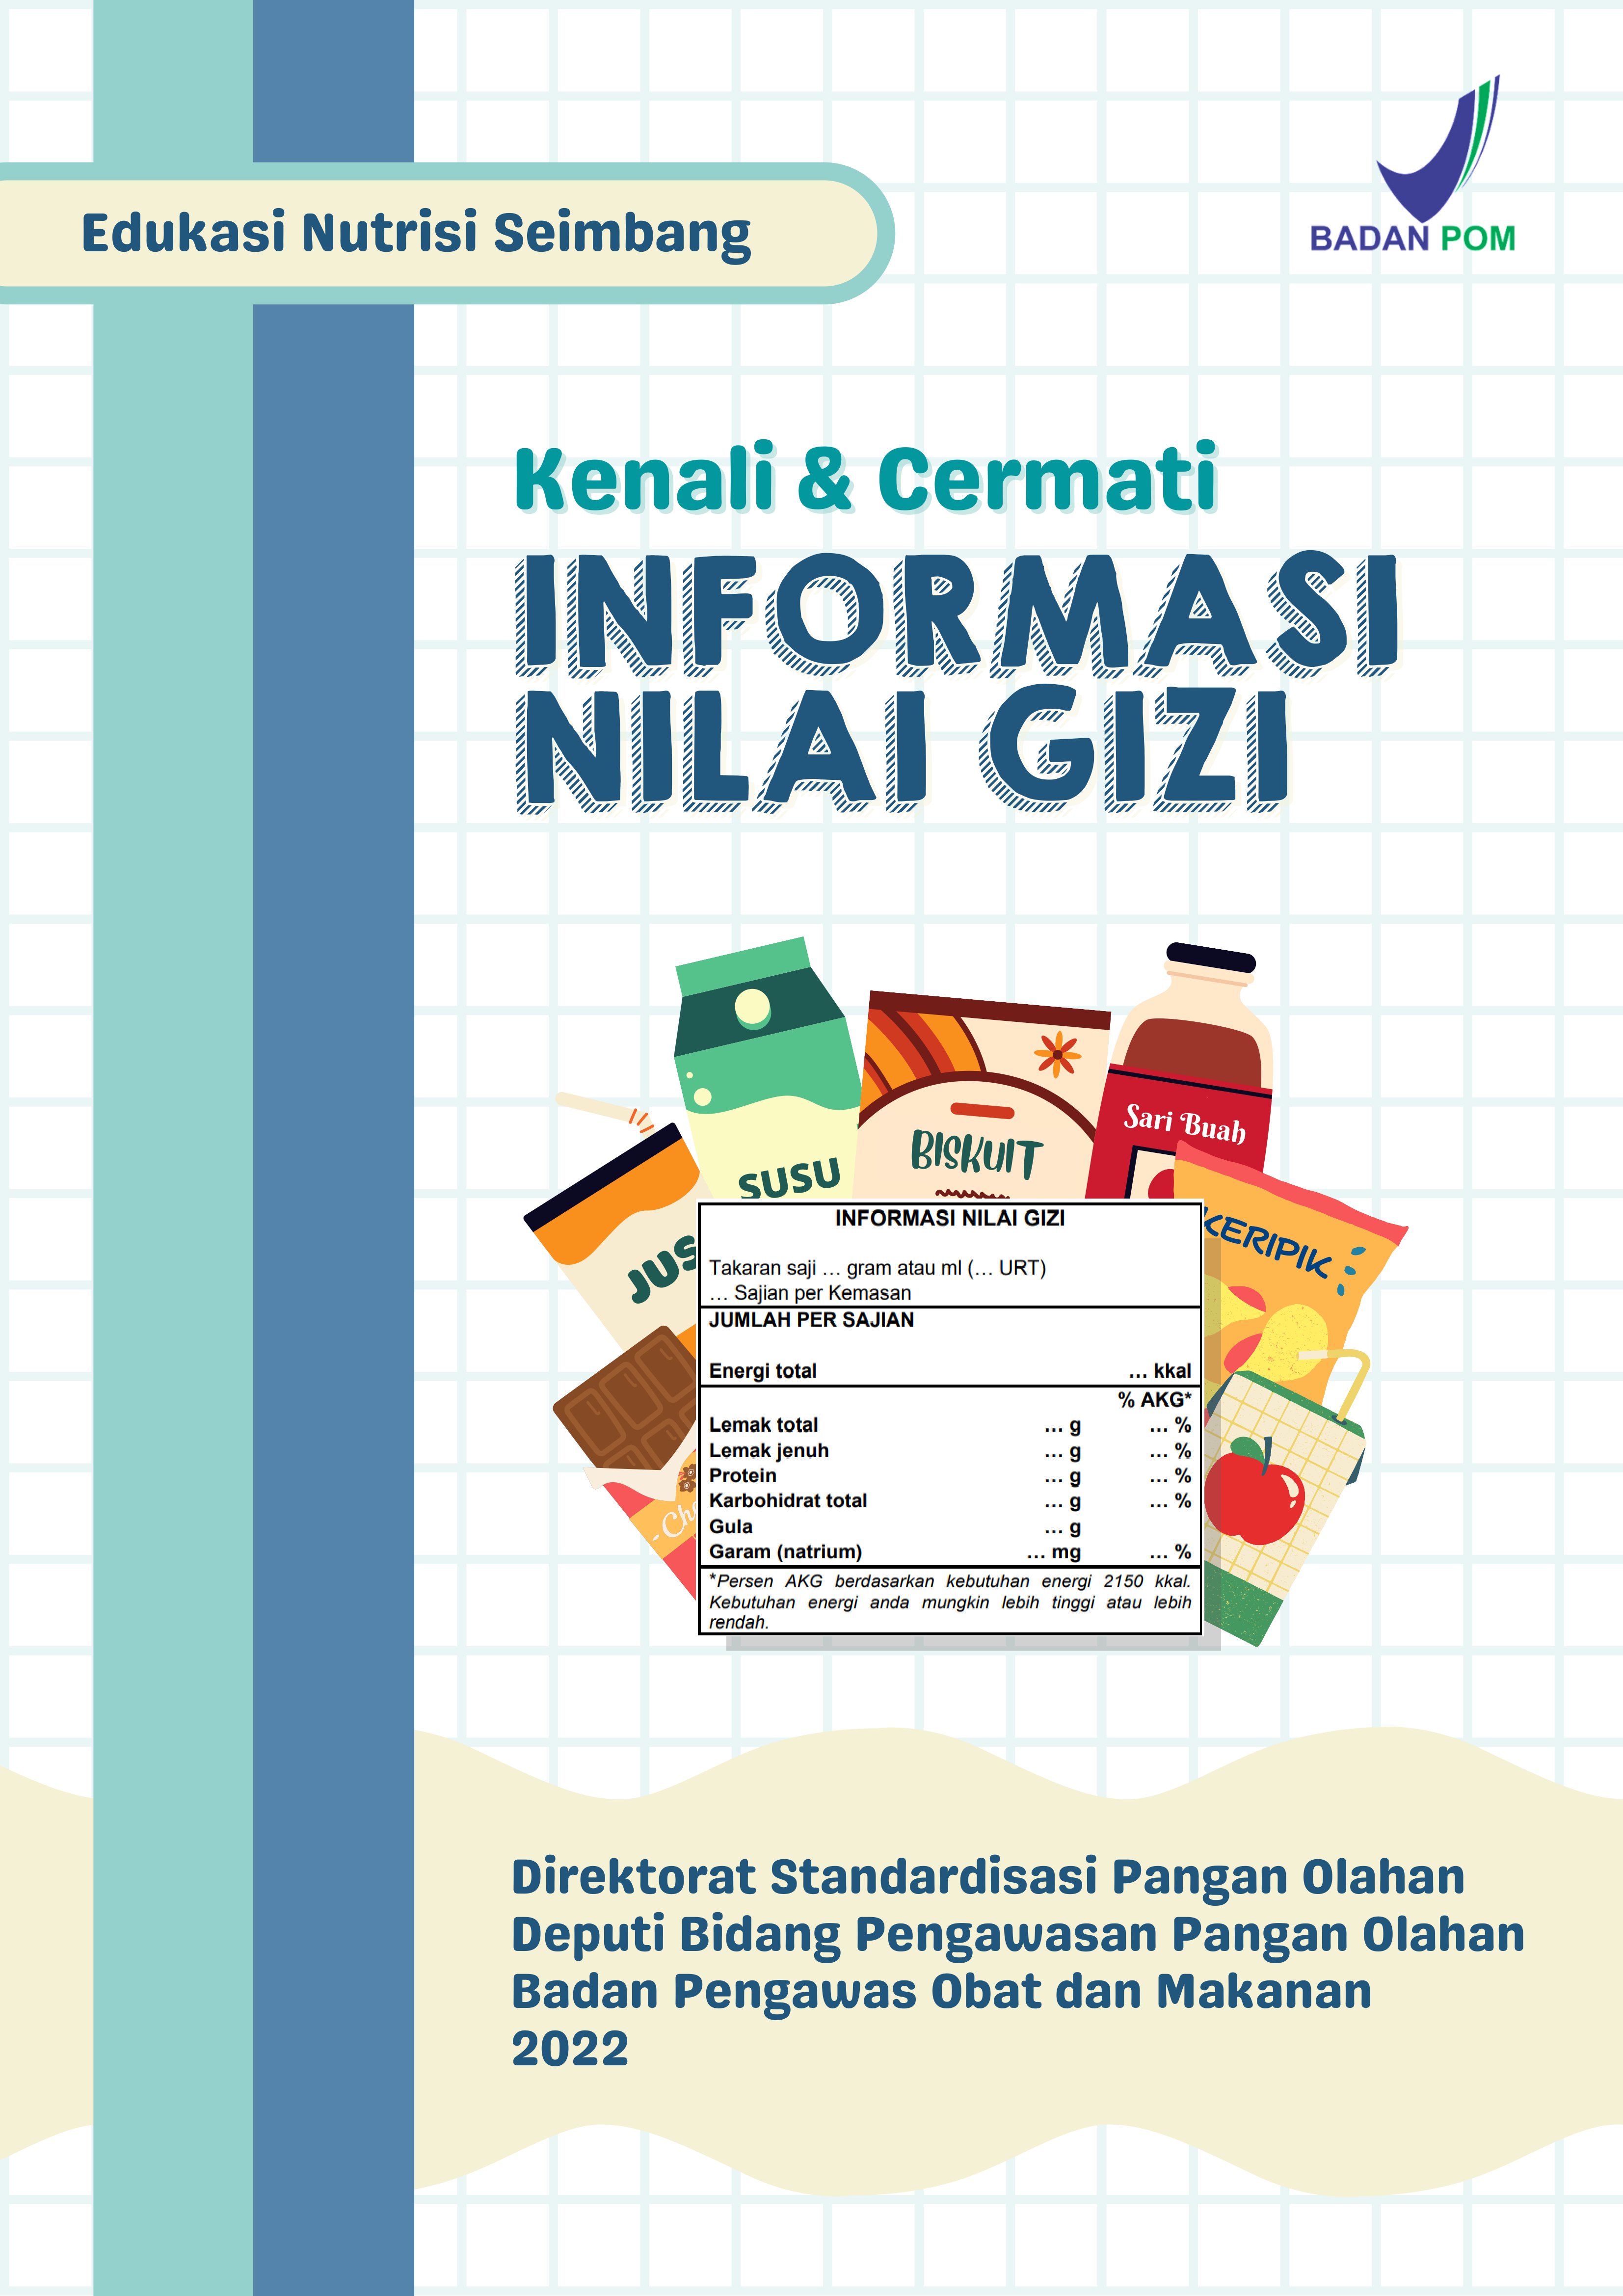 Edukasi Nutrisi Seimbang
BADAN POM
Kenali & Cermati
INFORMASI
NILAI GIZI
SUSU
BISKUIT
Sari Buah
JUS
KERIPIK
INFORMASI NILAI GIZI
Takaran saji ... gram atau ml (... URT)
... Sajian per Kemasan
JUMLAH PER SAJIAN
Energi total ... kkal
% AKG*
Lemak total ... g ... %
Lemak jenuh ... g ... %
Protein ... g ... %
Karbohidrat total ... g ... %
Gula ... g
Garam (natrium) ... mg ... %
*Persen AKG berdasarkan kebutuhan energi 2150 kkal.
Kebutuhan energi anda mungkin lebih tinggi atau lebih
rendah.
Direktorat Standardisasi Pangan Olahan
Deputi Bidang Pengawasan Pangan Olahan
Badan Pengawas Obat dan Makanan
2022